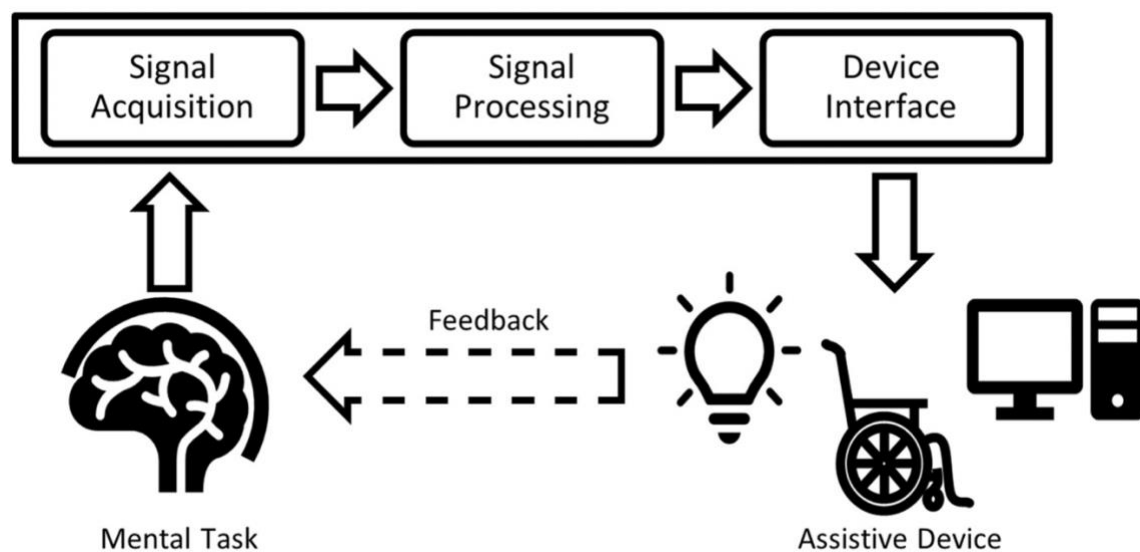 Signal
Acquisition
Signal
Processing
Device
Interface
Feedback
Mental Task
Assistive Device